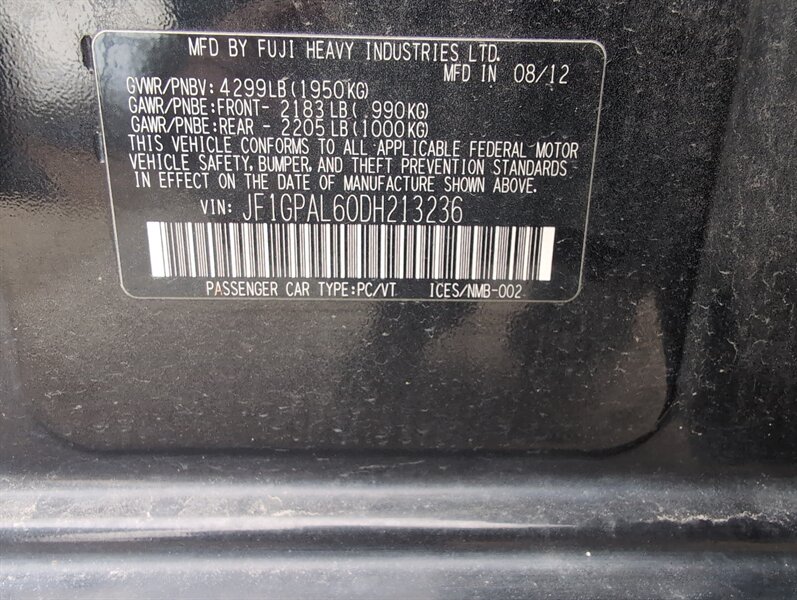 MFD BY FUJI HEAVY INDUSTRIES LTD.
MFD IN 08/12
GVWR/PNBV: 4299LB(1950KG)
GAWR/PNBE:FRONT- 2183LB( 990KG)
GAWR/PNBE:REAR - 2205LB(1000KG)
THIS VEHICLE CONFORMS TO ALL APPLICABLE FEDERAL MOTOR
VEHICLE SAFETY, BUMPER, AND THEFT PREVENTION STANDARDS
IN EFFECT ON THE DATE OF MANUFACTURE SHOWN ABOVE.
VIN: JF1GPAL60DH213236
PASSENGER CAR TYPE:PC/VT ICES/NMB-002